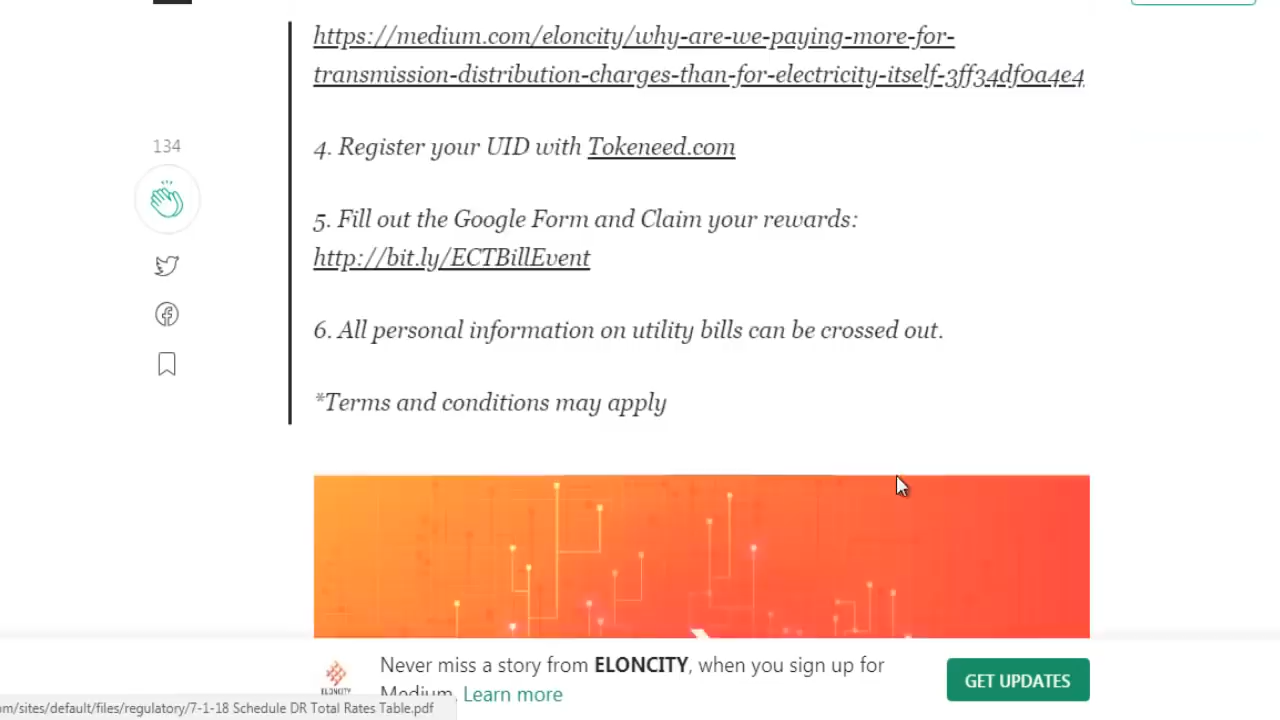 https://medium.com/eloncity/why-are-we-paying-more-for-
transmission-distribution-charges-than-for-electricity-itself-3ff34df0a4e4
134
4. Register your UID with Tokeneed.com
5. Fill out the Google Form and Claim your rewards:
http://bit.ly/ECTBillEvent
6. All personal information on utility bills can be crossed out.
*Terms and conditions may apply
Never miss a story from ELONCITY, when you sign up for
Medium. Learn more
GET UPDATES
ELONCITY
om/sites/default/files/regulatory/7-1-18 Schedule DR Total Rates Table.pdf